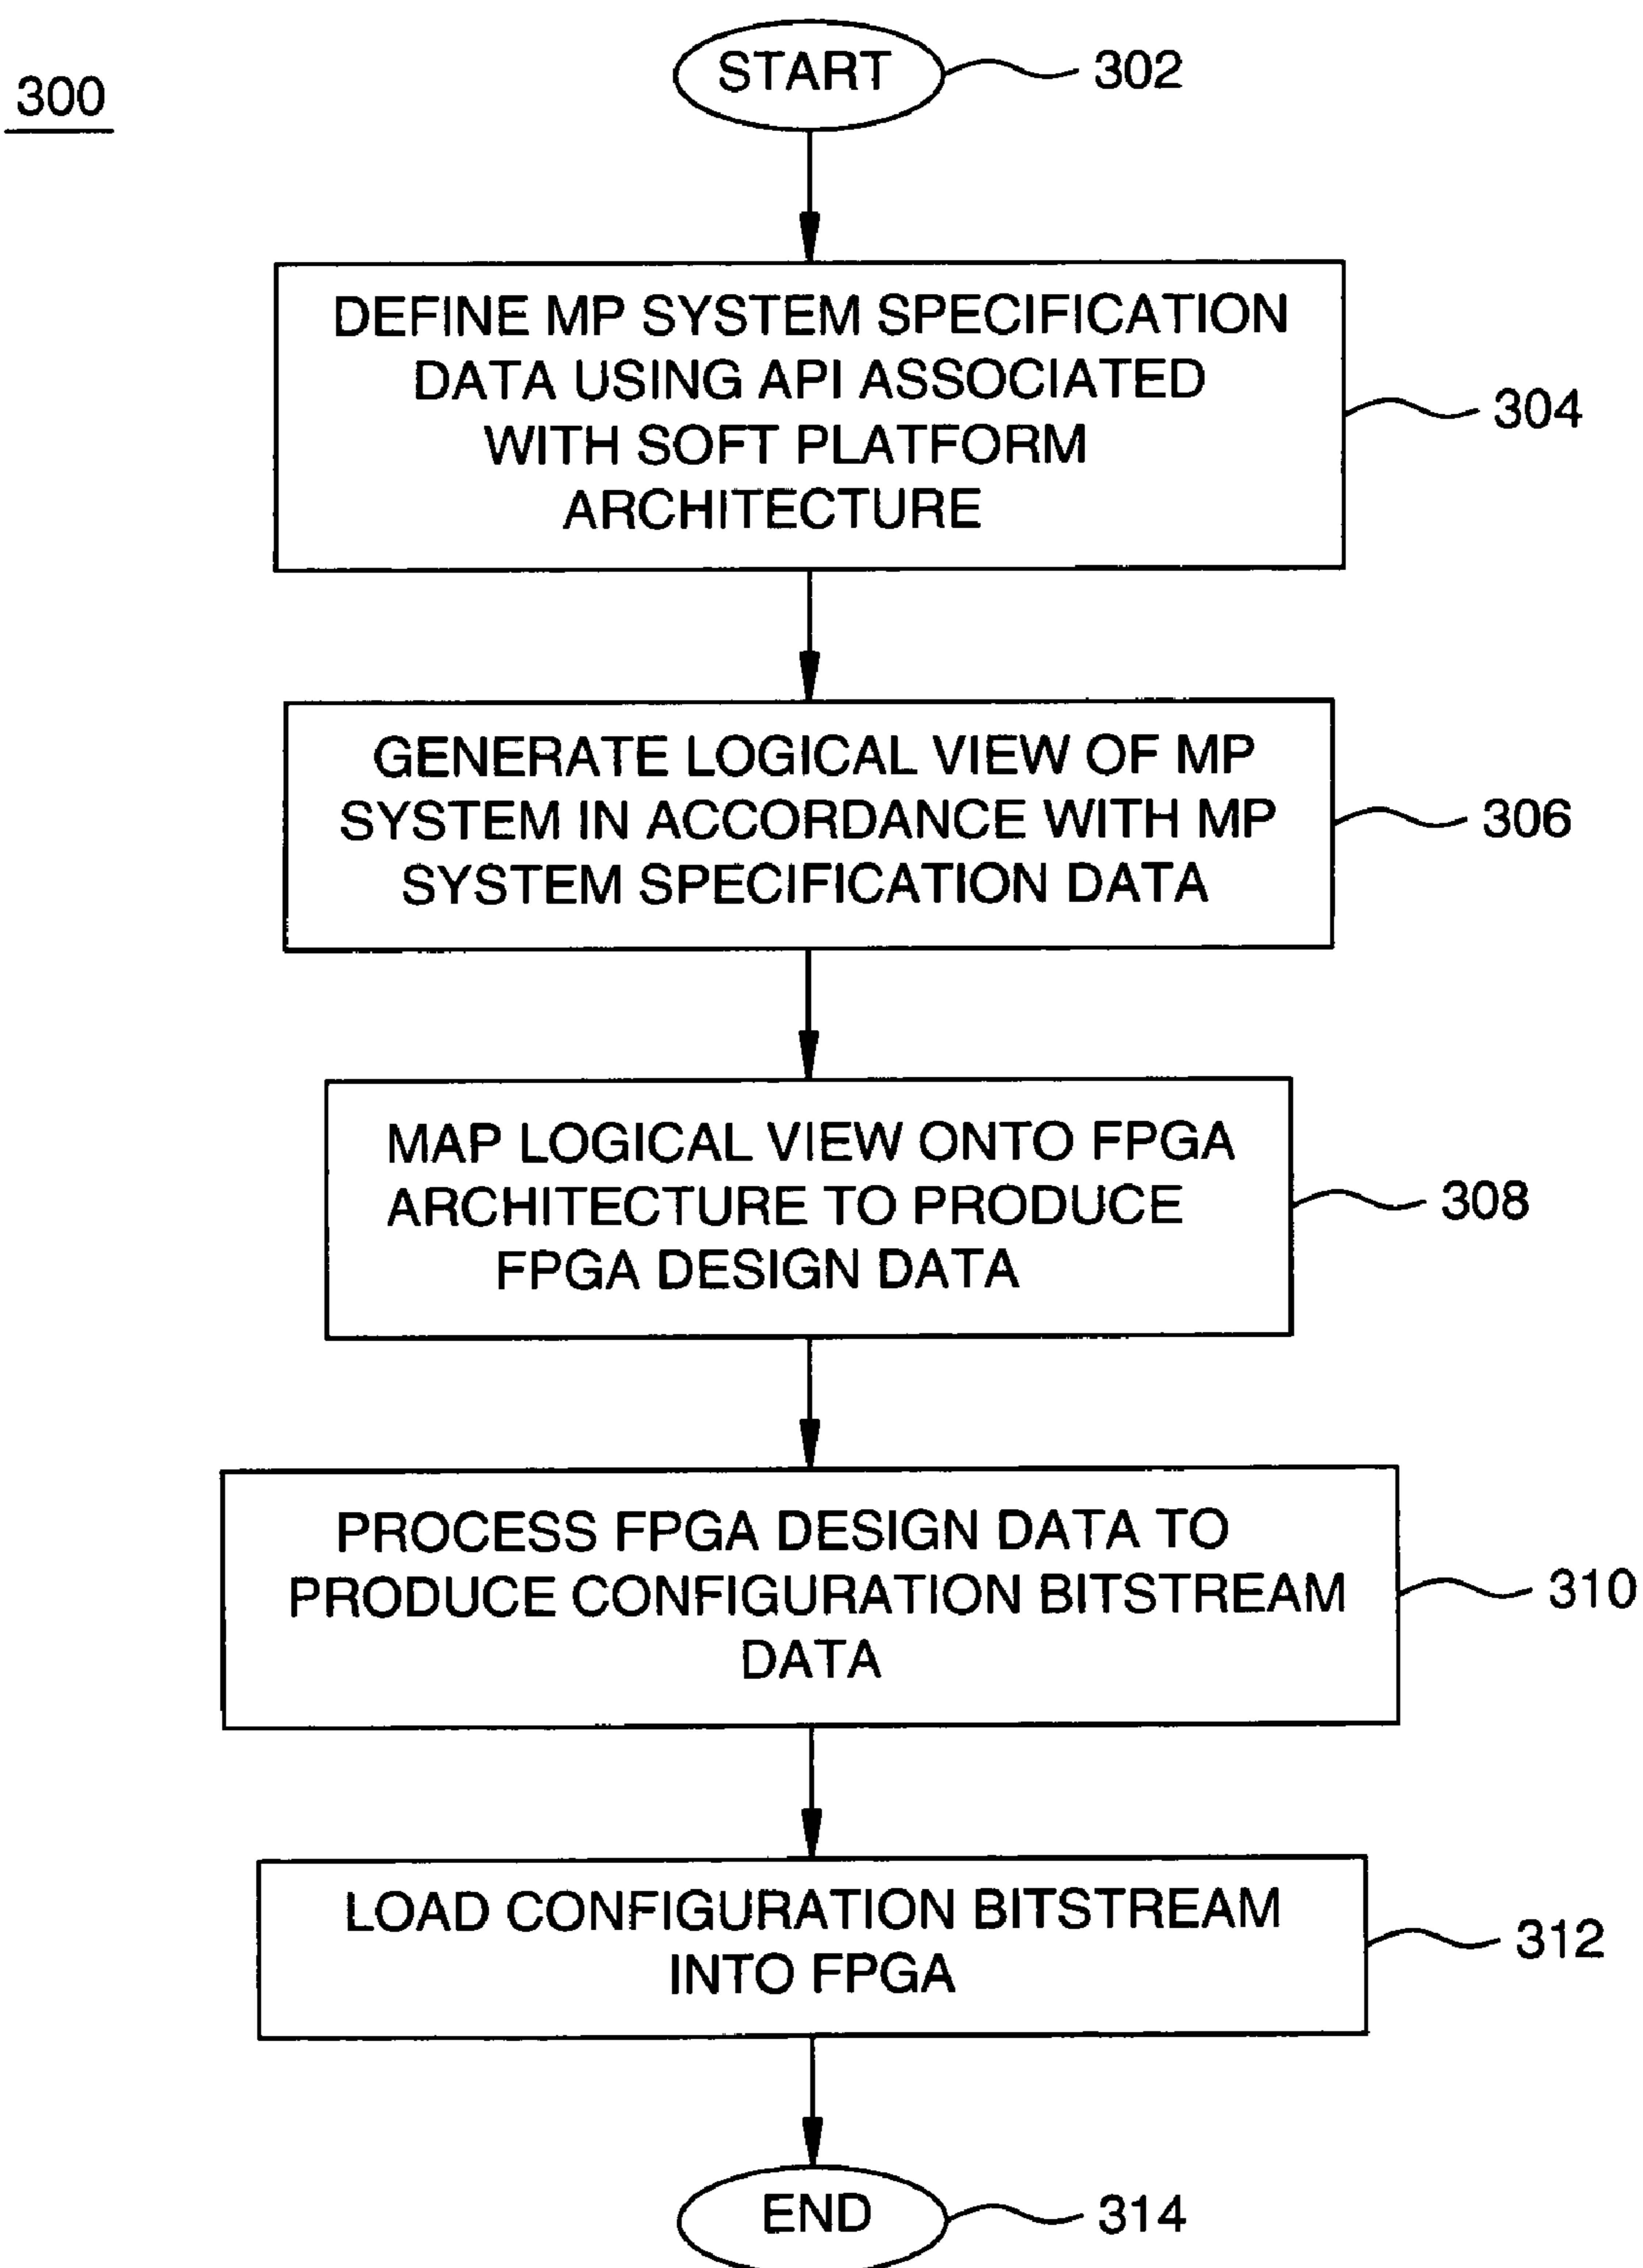 300
START
302
DEFINE MP SYSTEM SPECIFICATION
DATA USING API ASSOCIATED
WITH SOFT PLATFORM
ARCHITECTURE
304
GENERATE LOGICAL VIEW OF MP
SYSTEM IN ACCORDANCE WITH MP
SYSTEM SPECIFICATION DATA
306
MAP LOGICAL VIEW ONTO FPGA
ARCHITECTURE TO PRODUCE
FPGA DESIGN DATA
308
PROCESS FPGA DESIGN DATA TO
PRODUCE CONFIGURATION BITSTREAM
DATA
310
LOAD CONFIGURATION BITSTREAM
INTO FPGA
312
END
314